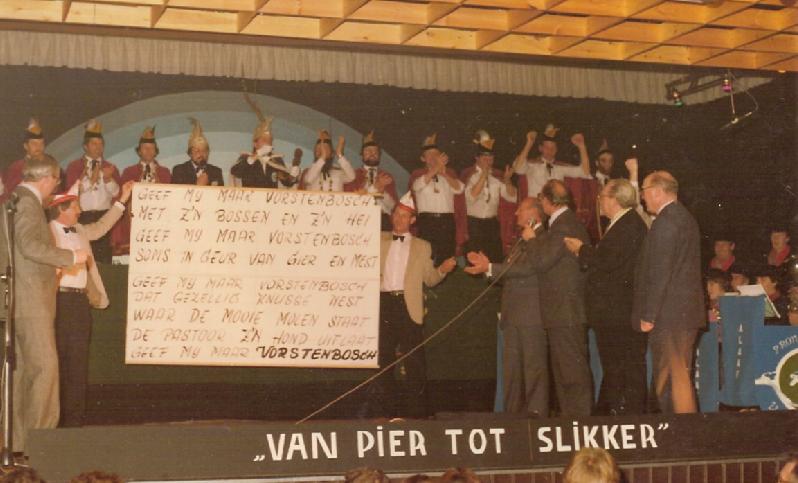 GEEF MY MAAR VORSTENBOSCH
MET Z'N BOSSEN EN Z'N HEI
GEEF MY MAAR VORSTENBOSCH
SOMS IN GEUR VAN GIER EN MEST
GEEF MY MAAR VORSTENBOSCH
DAT GEZELLIG KNUSSE NEST
WAAR DE MOOIE MOLEN STAAT
DE PASTOOR Z'N HOND UITLAAT
GEEF MY MAAR VORSTENBOSCH
„VAN PIER TOT SLIKKER”